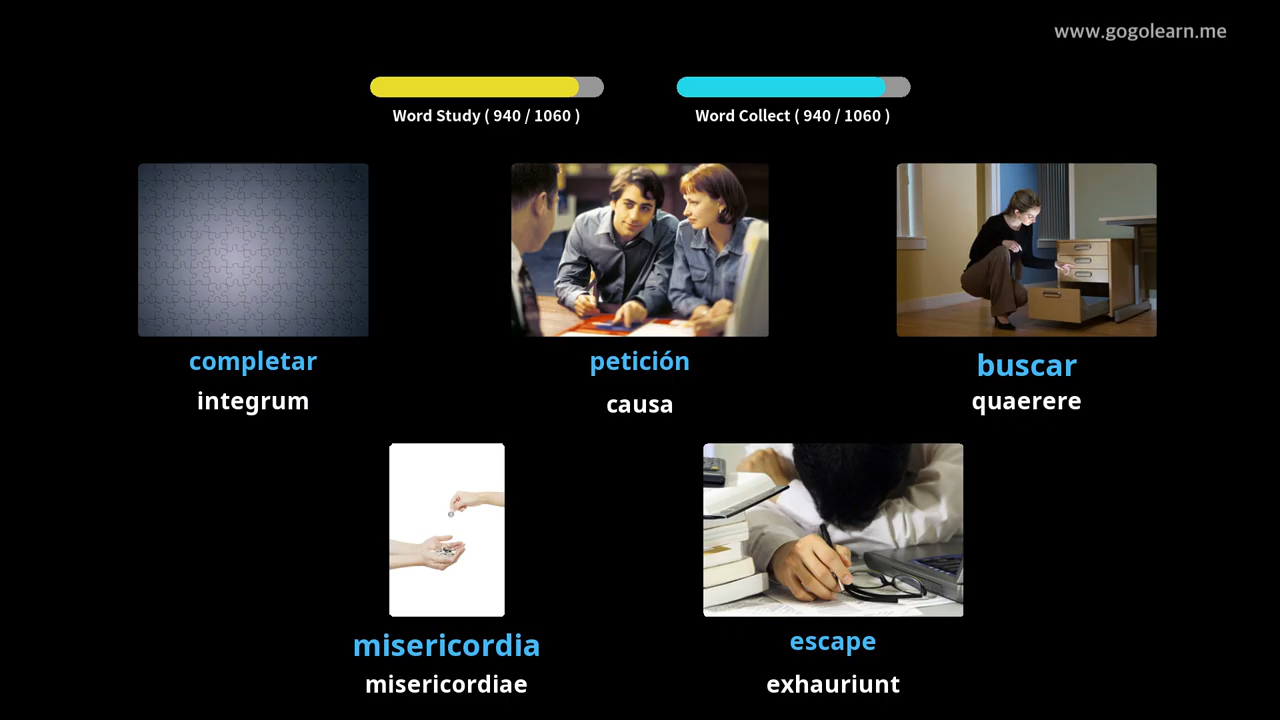 www.gogolearn.me
Word Study ( 940 / 1060 )
Word Collect ( 940 / 1060 )
completar
integrum
petición
causa
buscar
quaerere
misericordia
misericordiae
escape
exhauriunt